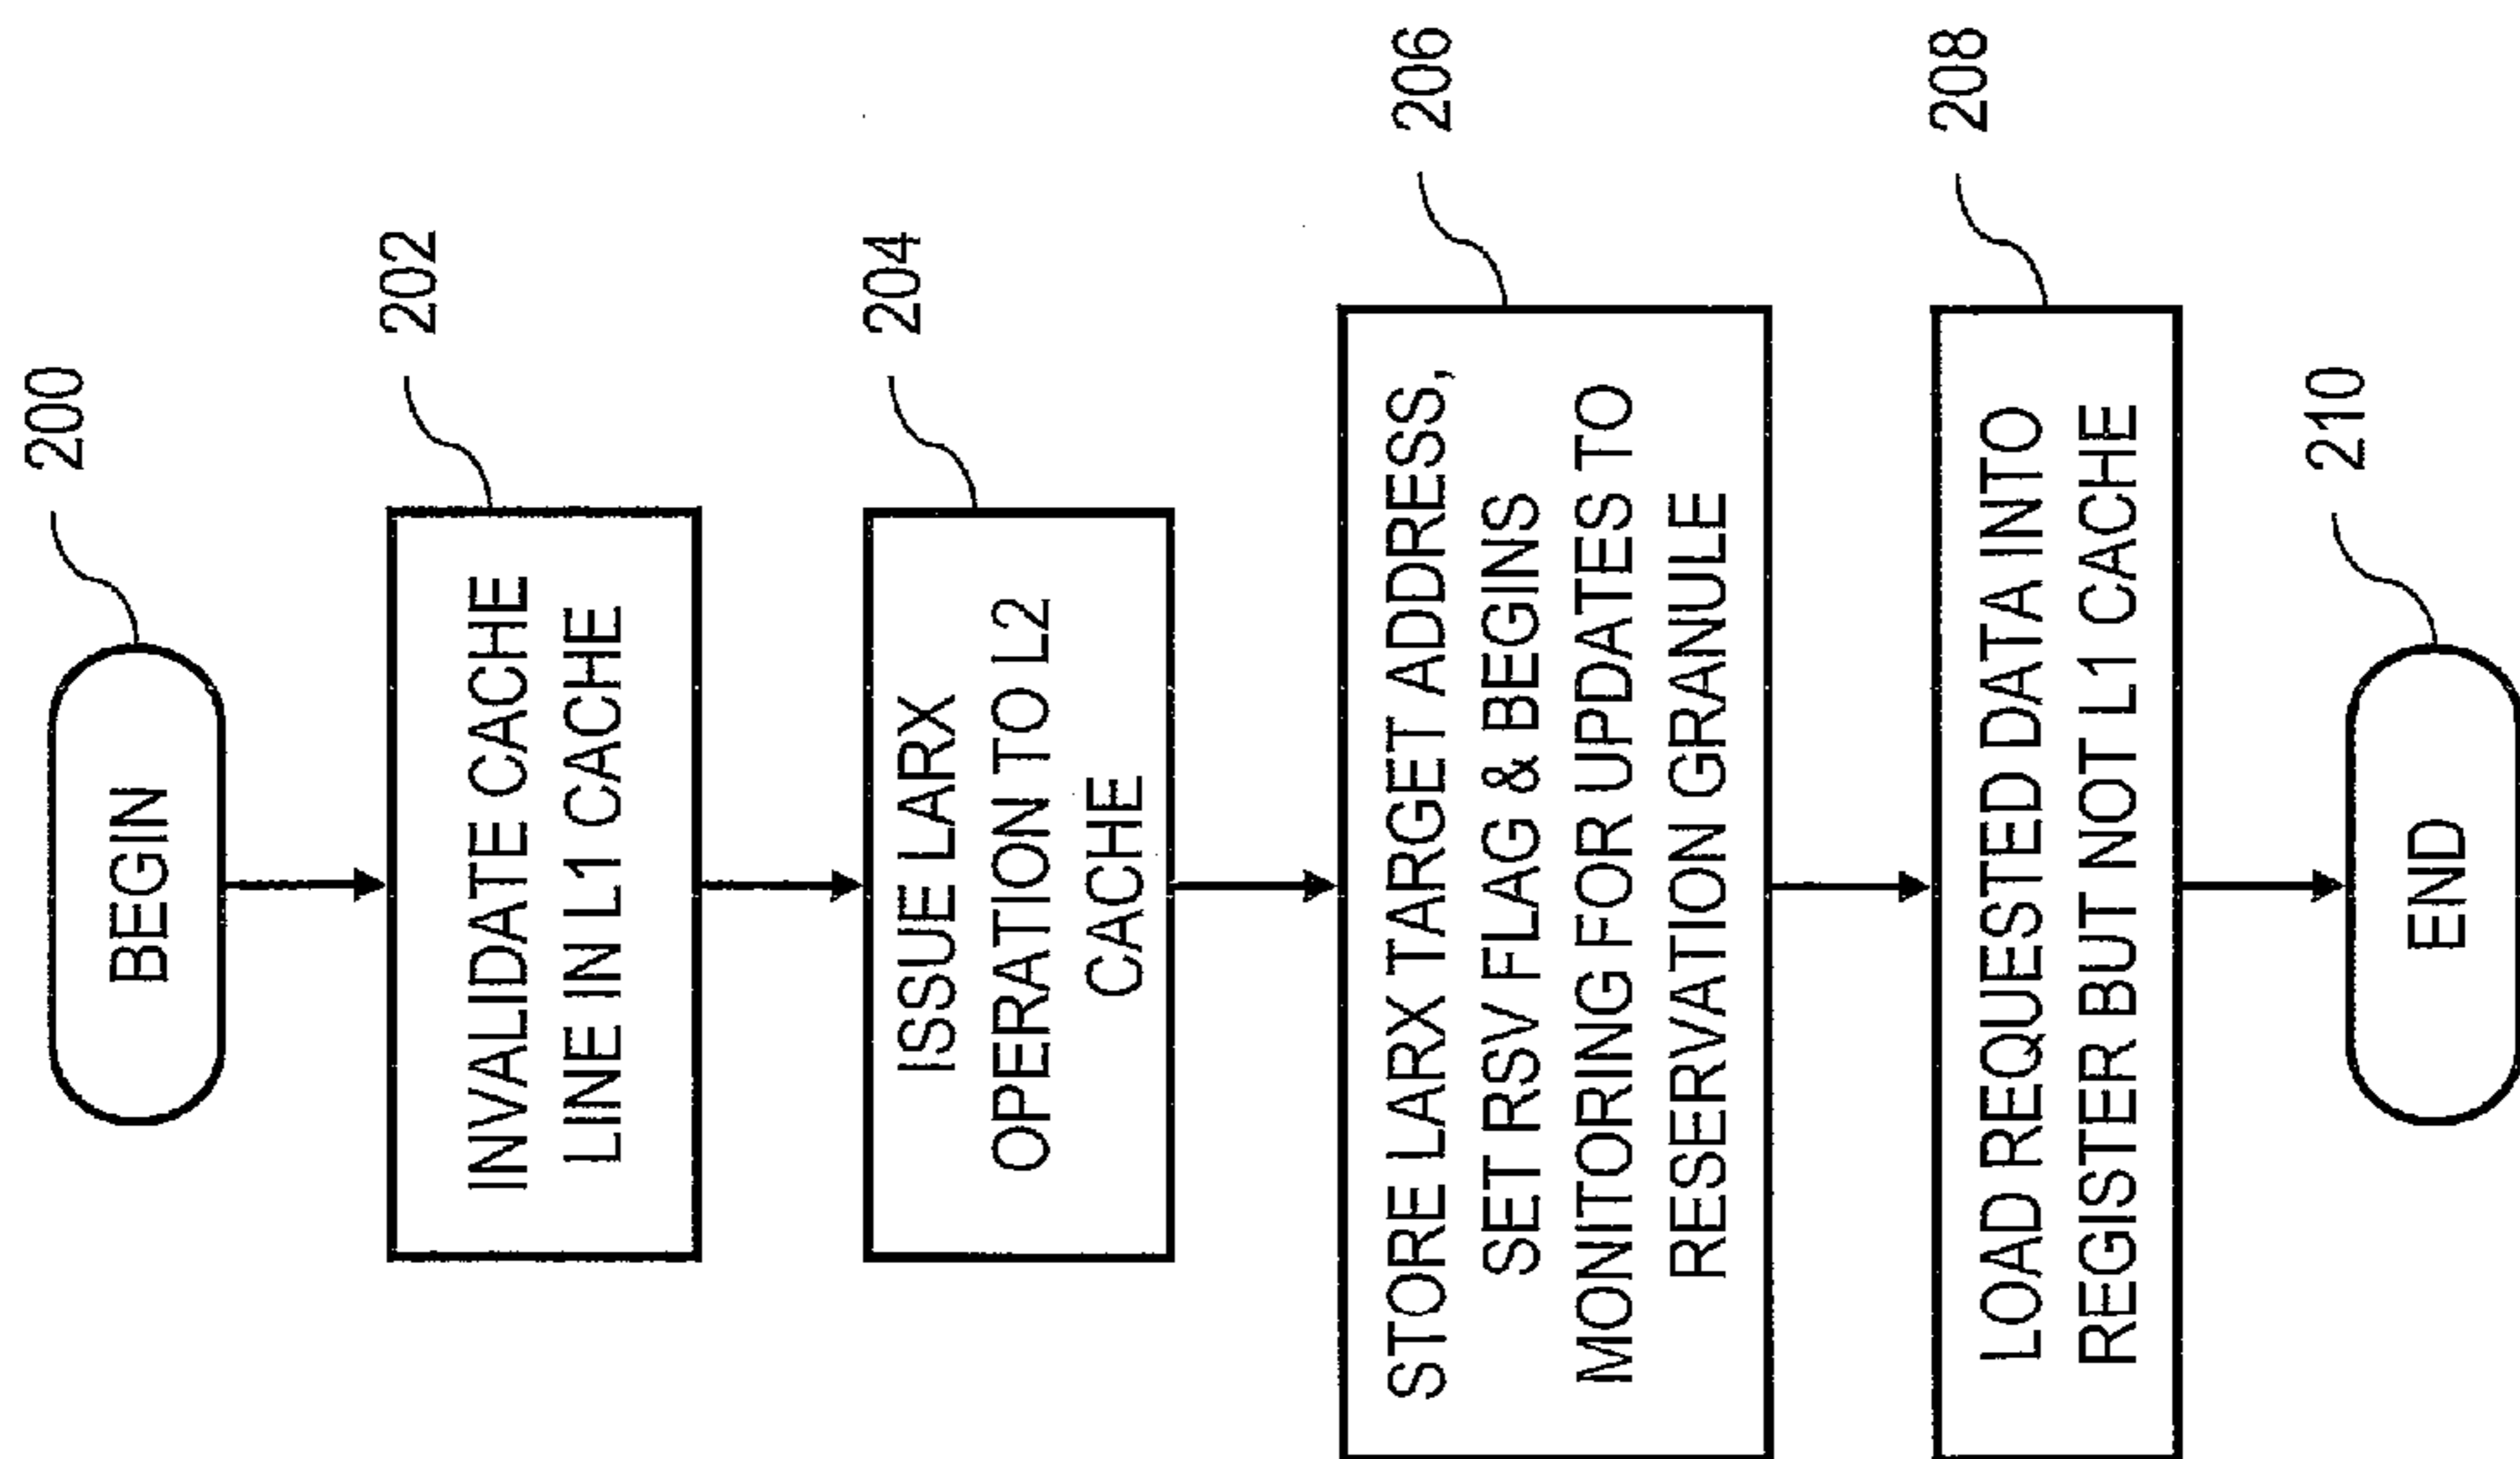 200
BEGIN
202
INVALIDATE CACHE
LINE IN L1 CACHE
204
ISSUE LARX
OPERATION TO L2
CACHE
206
STORE LARX TARGET ADDRESS,
SET RSV FLAG & BEGINS
MONITORING FOR UPDATES TO
RESERVATION GRANULE
208
LOAD REQUESTED DATA INTO
REGISTER BUT NOT L1 CACHE
210
END